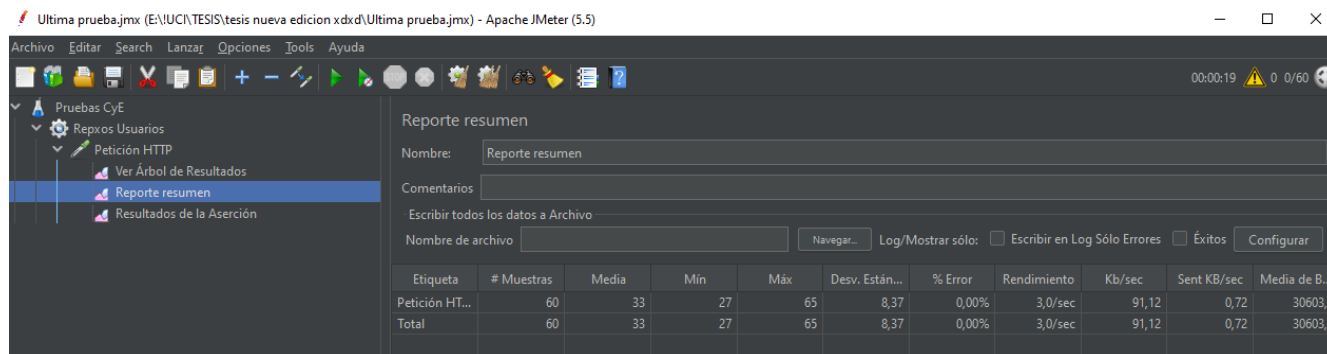 Ultima prueba.jmx (E:\!UCI\TESIS\tesis nueva edicion xdxd\Ultima prueba.jmx) - Apache JMeter (5.5)
Archivo Editar Search Lanzar Opciones Tools Ayuda
STOP 00:00:19 0 0/60
Pruebas CyE
Repxos Usuarios
Petición HTTP
Ver Árbol de Resultados
Reporte resumen
Resultados de la Aserción
Reporte resumen
Nombre: Reporte resumen
Comentarios
Escribir todos los datos a Archivo
Nombre de archivo Navegar... Log/Mostrar sólo: Escribir en Log Sólo Errores Éxitos Configurar
Etiqueta # Muestras Media Mín Máx Desv. Están... % Error Rendimiento Kb/sec Sent KB/sec Media de B...
Petición HT... 60 33 27 65 8,37 0,00% 3,0/sec 91,12 0,72 30603,
Total 60 33 27 65 8,37 0,00% 3,0/sec 91,12 0,72 30603,